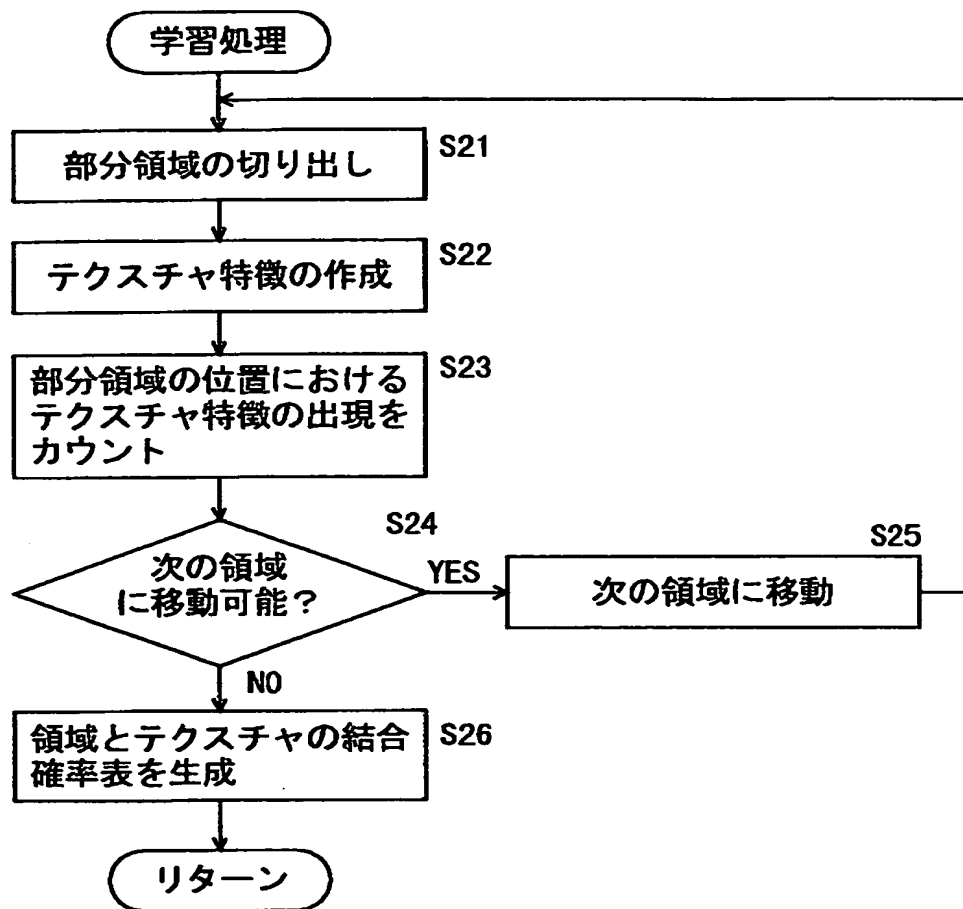 学習処理
部分領域の切り出し
S21
テクスチャ特徴の作成
S22
部分領域の位置における
テクスチャ特徴の出現を
カウント
S23
S24
次の領域
に移動可能？
YES
S25
次の領域に移動
NO
領域とテクスチャの結合
確率表を生成
S26
リターン